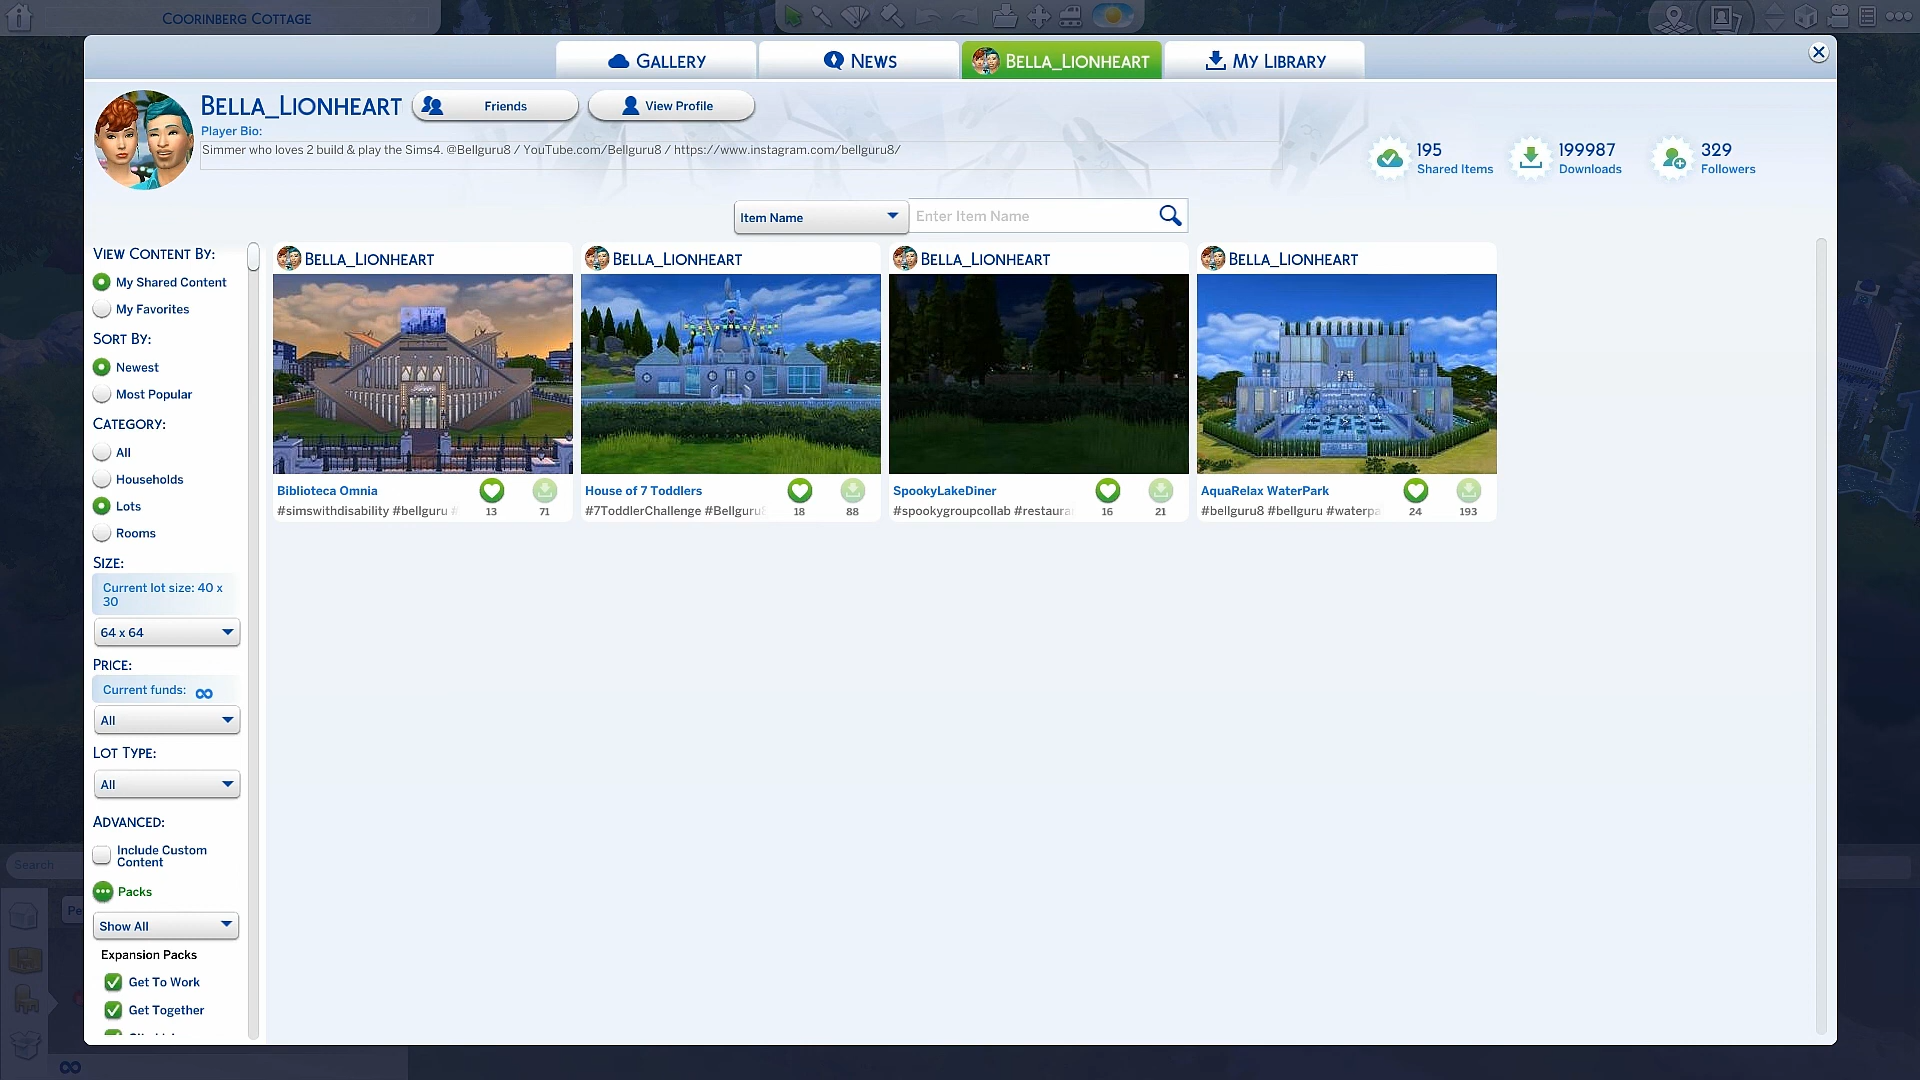 COORINBERG COTTAGE
GALLERY
NEWS
BELLA_LIONHEART
MY LIBRARY
BELLA_LIONHEART
Friends
View Profile
Player Bio:
Simmer who loves 2 build & play the Sims4. @Bellguru8 / YouTube.com/Bellguru8 / https://www.instagram.com/bellguru8/
195
Shared Items
199987
Downloads
329
Followers
Item Name
Enter Item Name
VIEW CONTENT BY:
My Shared Content
My Favorites
SORT BY:
Newest
Most Popular
CATEGORY:
All
Households
Lots
Rooms
SIZE:
Current lot size: 40 x
30
64 x 64
PRICE:
Current funds: ∞
All
LOT TYPE:
All
ADVANCED:
Include Custom
Content
Packs
Show All
Expansion Packs
Get To Work
Get Together
BELLA_LIONHEART
Biblioteca Omnia
#simswithdisability #bellguru #
13
71
BELLA_LIONHEART
House of 7 Toddlers
#7ToddlerChallenge #Bellguru8
18
88
BELLA_LIONHEART
SpookyLakeDiner
#spookygroupcollab #restaura
16
21
BELLA_LIONHEART
AquaRelax WaterPark
#bellguru8 #bellguru #waterpa
24
193
Search
Pe
∞